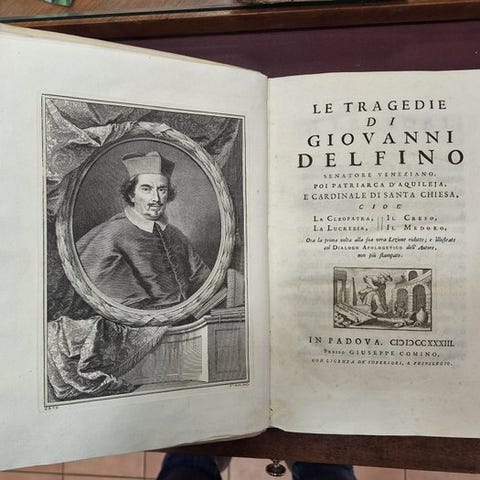 LE TRAGEDIE
DI
GIOVANNI
DELFINO
SENATORE VENEZIANO,
POI PATRIARCA D'AQUILEJA,
E CARDINALE DI SANTA CHIESA,
CIOÈ
LA CLEOPATRA, || IL CRESO,
LA LUCREZIA, || IL MEDORO,
Ora la prima volta alla sua vera Lezione ridotte; e illustrate
col DIALOGO APOLOGETICO dell' Autore,
non più stampato.
IN PADOVA. CIƆIƆCCXXXIII.
PRESSO GIUSEPPE COMINO,
CON LICENZA DE' SUPERIORI, E PRIVILEGIO.